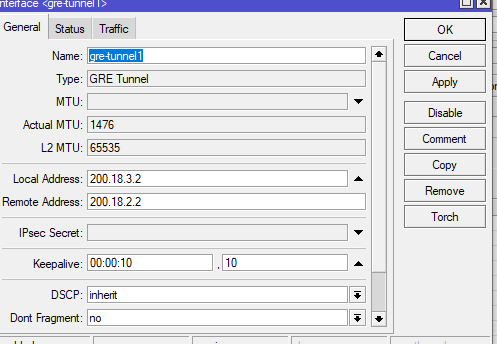 Interface <gre-tunnel1>
General Status Traffic
Name: gre-tunnel1
Type: GRE Tunnel
MTU:
Actual MTU: 1476
L2 MTU: 65535
Local Address: 200.18.3.2
Remote Address: 200.18.2.2
IPsec Secret:
Keepalive: 00:00:10 , 10
DSCP: inherit
Dont Fragment: no
OK
Cancel
Apply
Disable
Comment
Copy
Remove
Torch